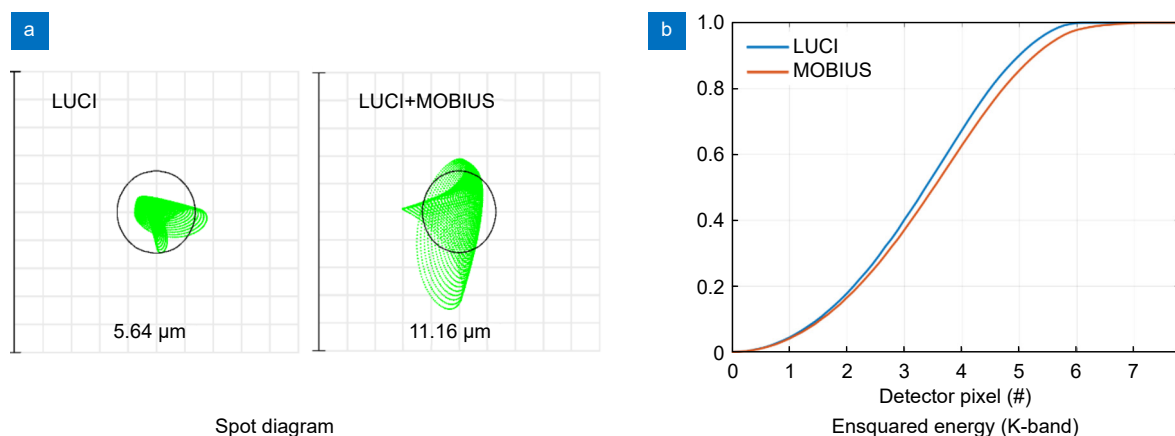 a
LUCI
LUCI+MOBIUS
5.64 µm
11.16 µm
Spot diagram
b
LUCI
MOBIUS
1.0
0.8
0.6
0.4
0.2
0
0 1 2 3 4 5 6 7
Detector pixel (#)
Ensquared energy (K-band)